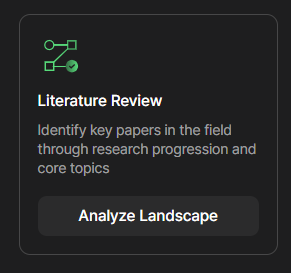 Literature Review
Identify key papers in the field
through research progression and
core topics
Analyze Landscape